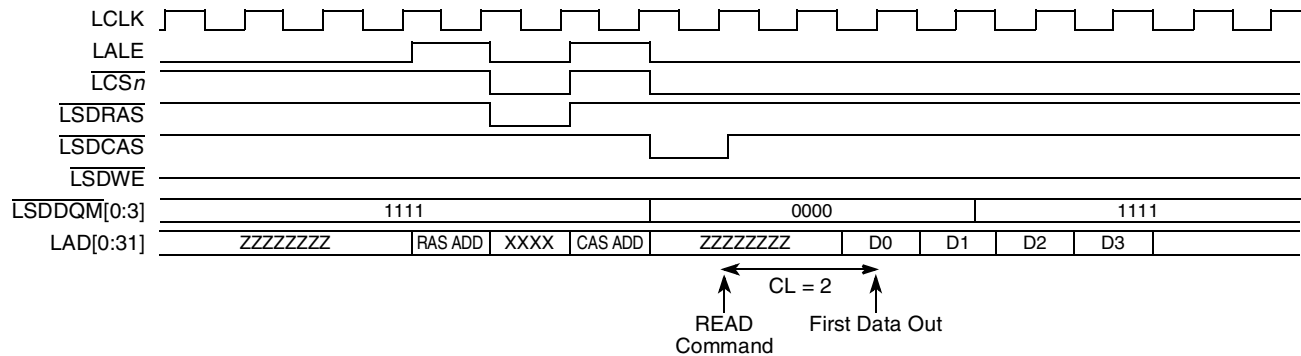 LCLK
LALE
LCSn
LSDRAS
LSDCAS
LSDWE
LSDDQM[0:3] 1111 0000 1111
LAD[0:31] ZZZZZZZZ RAS ADD XXXX CAS ADD ZZZZZZZZ D0 D1 D2 D3
CL = 2
READ First Data Out
Command